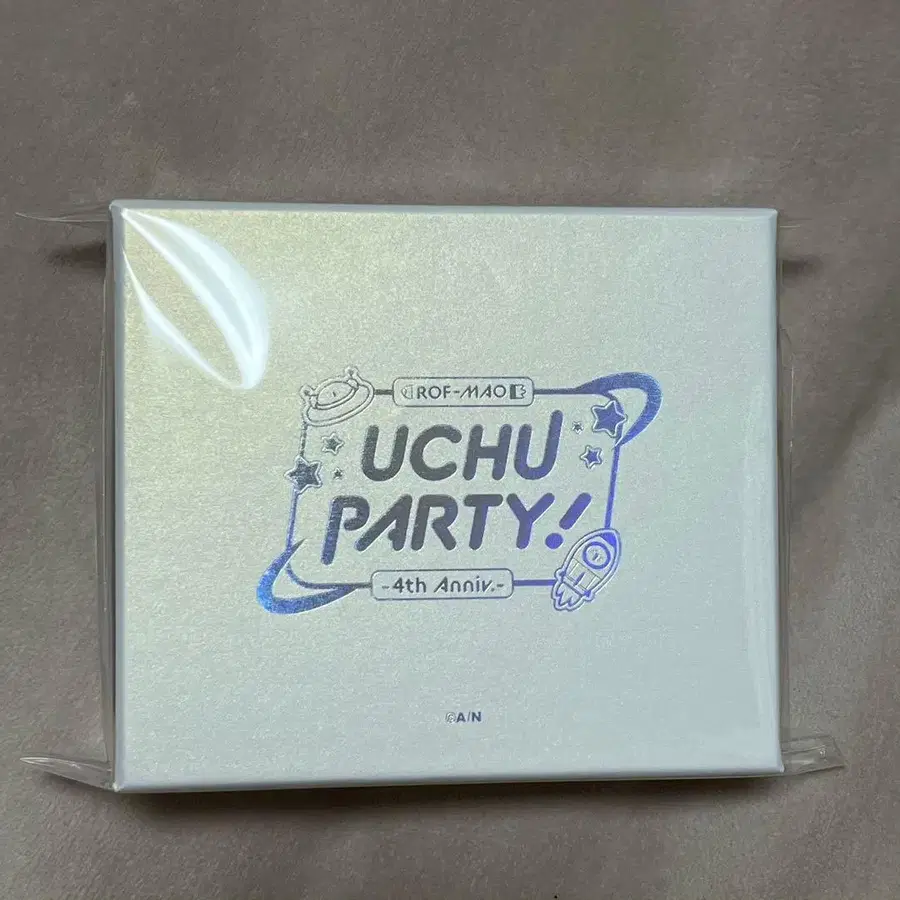 ROF-MAO
UCHU
PARTY!
-4th Anniv.-
©A/N